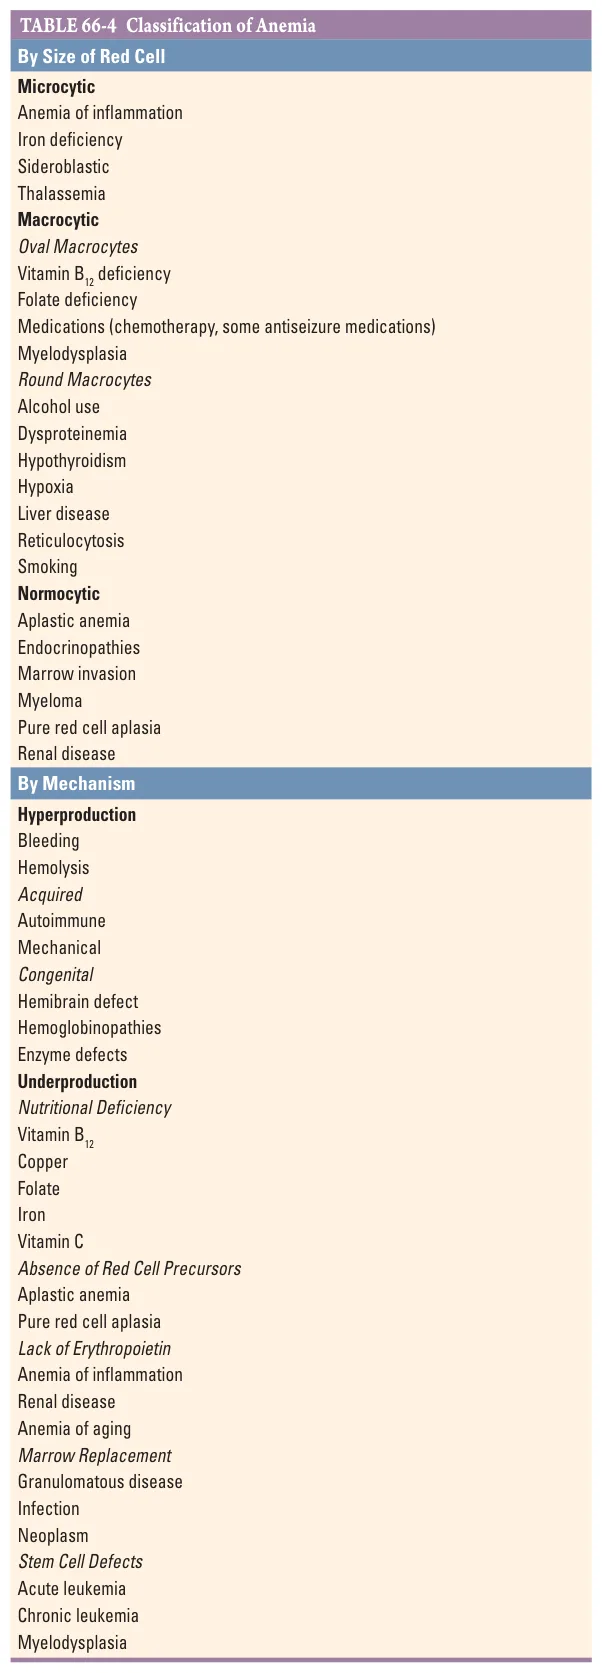 TABLE 66-4 Classification of Anemia
By Size of Red Cell
Microcytic
Anemia of inflammation
Iron deficiency
Sideroblastic
Thalassemia
Macrocytic
Oval Macrocytes
Vitamin B12 deficiency
Folate deficiency
Medications (chemotherapy, some antiseizure medications)
Myelodysplasia
Round Macrocytes
Alcohol use
Dysproteinemia
Hypothyroidism
Hypoxia
Liver disease
Reticulocytosis
Smoking
Normocytic
Aplastic anemia
Endocrinopathies
Marrow invasion
Myeloma
Pure red cell aplasia
Renal disease
By Mechanism
Hyperproduction
Bleeding
Hemolysis
Acquired
Autoimmune
Mechanical
Congenital
Hemibrain defect
Hemoglobinopathies
Enzyme defects
Underproduction
Nutritional Deficiency
Vitamin B12
Copper
Folate
Iron
Vitamin C
Absence of Red Cell Precursors
Aplastic anemia
Pure red cell aplasia
Lack of Erythropoietin
Anemia of inflammation
Renal disease
Anemia of aging
Marrow Replacement
Granulomatous disease
Infection
Neoplasm
Stem Cell Defects
Acute leukemia
Chronic leukemia
Myelodysplasia